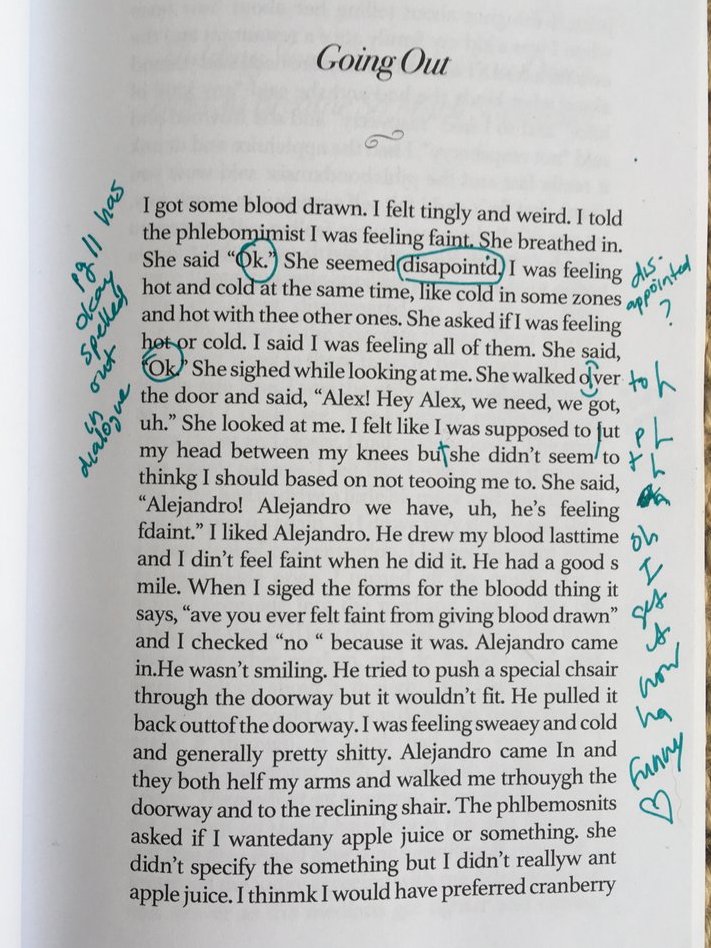 Going Out
I got some blood drawn. I felt tingly and weird. I told
the phlebomimist I was feeling faint. She breathed in.
She said “Ok.” She seemed disapointd. I was feeling
hot and cold at the same time, like cold in some zones
and hot with thee other ones. She asked if I was feeling
hot or cold. I said I was feeling all of them. She said,
“Ok.” She sighed while looking at me. She walked over
the door and said, “Alex! Hey Alex, we need, we got,
uh.” She looked at me. I felt like I was supposed to ut
my head between my knees but she didn’t seem to
thinkg I should based on not teooing me to. She said,
“Alejandro! Alejandro we have, uh, he’s feeling
fdaint.” I liked Alejandro. He drew my blood lasttime
and I din’t feel faint when he did it. He had a good s
mile. When I siged the forms for the bloodd thing it
says, “ave you ever felt faint from giving blood drawn”
and I checked “no “ because it was. Alejandro came
in.He wasn’t smiling. He tried to push a special chsair
through the doorway but it wouldn’t fit. He pulled it
back outtof the doorway. I was feeling sweaey and cold
and generally pretty shitty. Alejandro came In and
they both helf my arms and walked me trhouygh the
doorway and to the reclining shair. The phlbemosnits
asked if I wantedany apple juice or something. she
didn’t specify the something but I didn’t reallyw ant
apple juice. I thinmk I would have preferred cranberry
pg 11 has
okay
spelled
out
in
dialogue
dis-
appointed
?
to
p
t
oh
I
get
it
now
ha
funny
♡